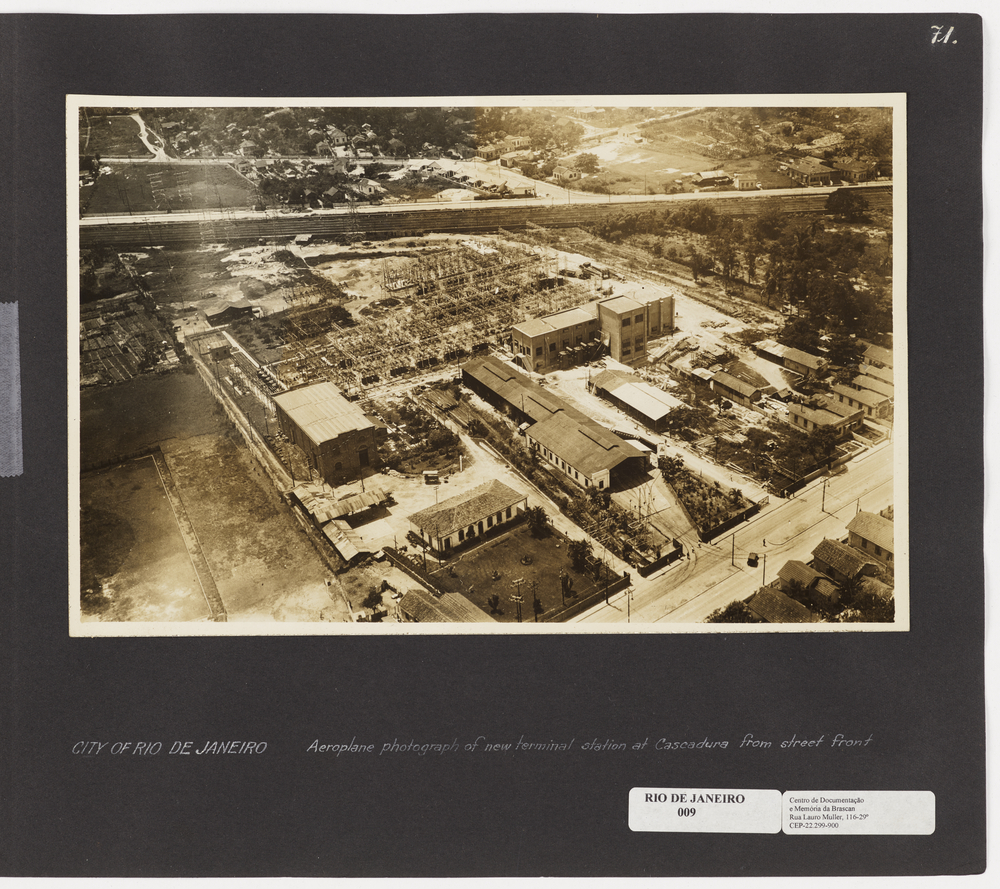 71.
CITY OF RIO DE JANEIRO Aeroplane photograph of new terminal station at Cascadura from street front
RIO DE JANEIRO
009
Centro de Documentação
e Memória da Brascan
Rua Lauro Muller, 116-29º
CEP-22.299-900